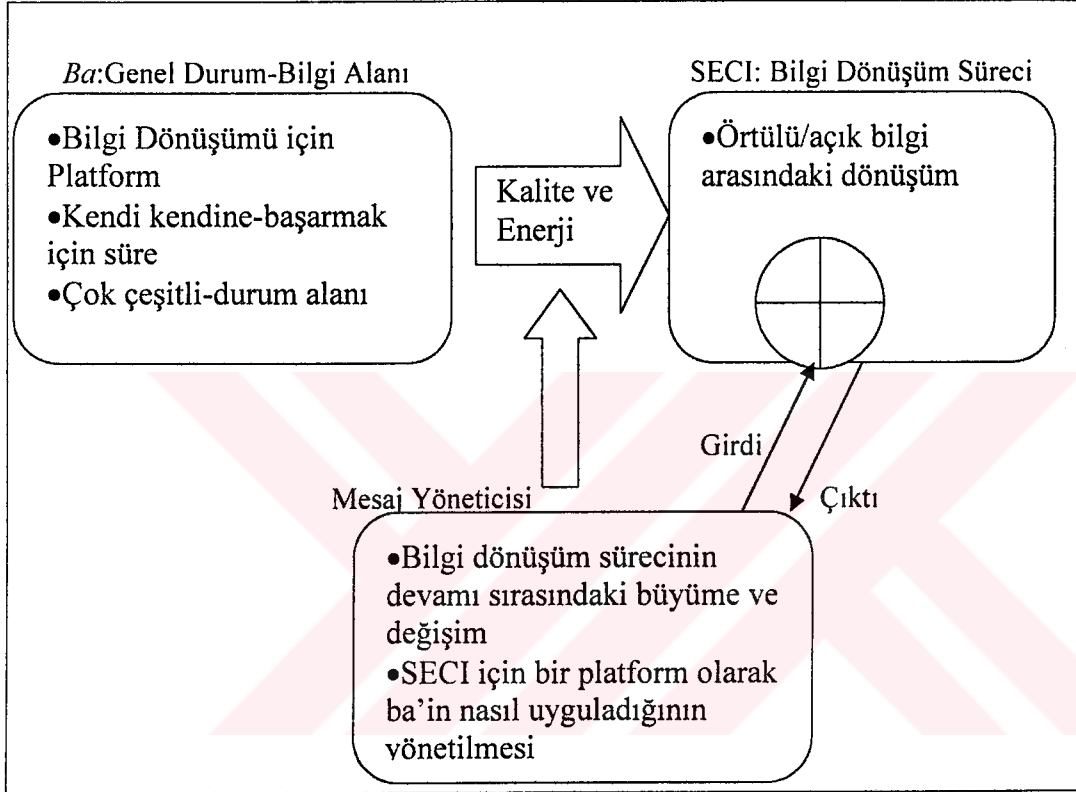 Ba:Genel Durum-Bilgi Alanı
•Bilgi Dönüşümü için
Platform
•Kendi kendine-başarmak
için süre
•Çok çeşitli-durum alanı
Kalite ve
Enerji
SECI: Bilgi Dönüşüm Süreci
•Örtülü/açık bilgi
arasındaki dönüşüm
Girdi
Çıktı
Mesaj Yöneticisi
•Bilgi dönüşüm sürecinin
devamı sırasındaki büyüme ve
değişim
•SECI için bir platform olarak
ba’in nasıl uyguladığının
yönetilmesi